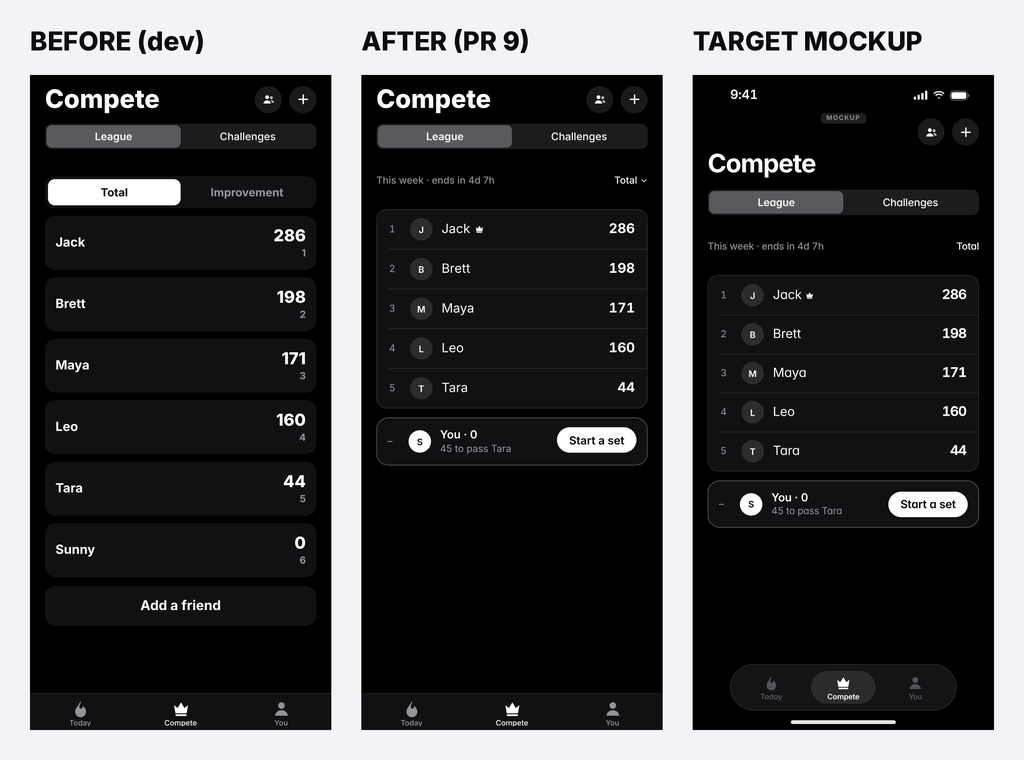 BEFORE (dev)
Compete
League Challenges
Total Improvement
Jack 286
1
Brett 198
2
Maya 171
3
Leo 160
4
Tara 44
5
Sunny 0
6
Add a friend
Today Compete You
AFTER (PR 9)
Compete
League Challenges
This week · ends in 4d 7h Total
1 J Jack 286
2 B Brett 198
3 M Maya 171
4 L Leo 160
5 T Tara 44
– S You · 0 Start a set
45 to pass Tara
Today Compete You
TARGET MOCKUP
9:41
MOCKUP
Compete
League Challenges
This week · ends in 4d 7h Total
1 J Jack 286
2 B Brett 198
3 M Maya 171
4 L Leo 160
5 T Tara 44
– S You · 0 Start a set
45 to pass Tara
Today Compete You